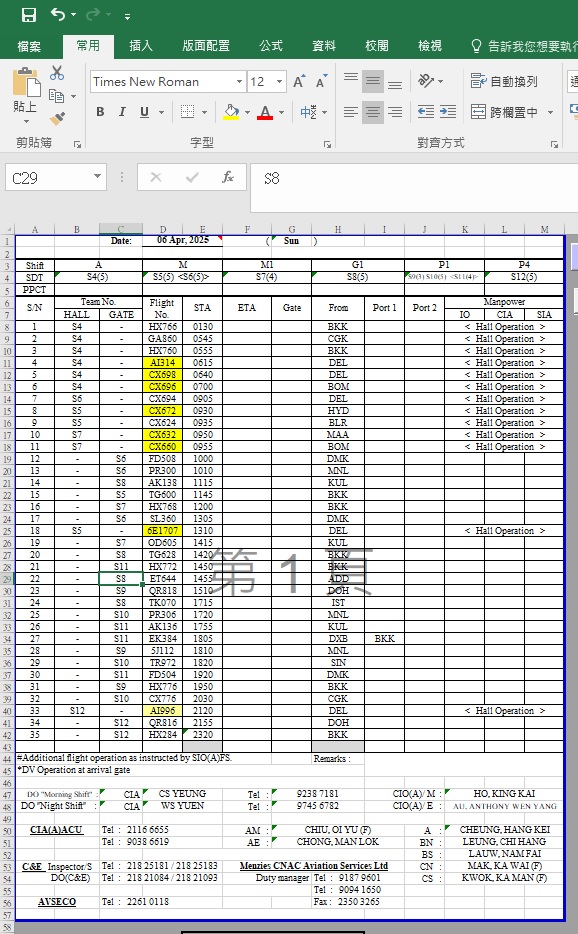 檔案 常用 插入 版面配置 公式 資料 校閱 檢視 告訴我您想要執行
貼上 Times New Roman 12 A A 自動換列
B I U A 中 跨欄置中
剪貼簿 字型 對齊方式
C29 fx S8
A B C D E F G H I J K L M
1 Date: 06 Apr, 2025 ( Sun )
2
3 Shift A M M1 G1 P1 P4
4 SDT S4(5) S5(5) <S6(5)> S7(4) S8(5) S9(3) S10(5) <S11(4)> S12(5)
5 PPCT
6 S/N Team No. Flight No. STA ETA Gate From Port 1 Port 2 Manpower
7 HALL GATE IO CIA SIA
8 1 S4 - HX766 0130 BKK < Hall Operation >
9 2 S4 - GA860 0545 CGK < Hall Operation >
10 3 S4 - HX760 0555 BKK < Hall Operation >
11 4 S4 - AI314 0615 DEL < Hall Operation >
12 5 S4 - CX698 0640 DEL < Hall Operation >
13 6 S4 - CX696 0700 BOM < Hall Operation >
14 7 S6 - CX694 0905 DEL < Hall Operation >
15 8 S5 - CX672 0930 HYD < Hall Operation >
16 9 S5 - CX624 0935 BLR < Hall Operation >
17 10 S7 - CX632 0950 MAA < Hall Operation >
18 11 S7 - CX660 0955 BOM < Hall Operation >
19 12 - S6 FD508 1000 DMK
20 13 - S6 PR300 1010 MNL
21 14 - S8 AK138 1115 KUL
22 15 - S5 TG600 1145 BKK
23 16 - S7 HX768 1200 BKK
24 17 - S6 SL360 1305 DMK
25 18 S5 - 6E1707 1310 DEL < Hall Operation >
26 19 - S7 OD605 1415 KUL
27 20 - S8 TG628 1420 BKK
28 21 - S11 HX772 1450 BKK
29 22 - S8 ET644 1455 ADD
30 23 - S9 QR818 1510 DOH
31 24 - S8 TK070 1715 IST
32 25 - S10 PR306 1720 MNL
33 26 - S11 AK136 1755 KUL
34 27 - S11 EK384 1805 DXB BKK
35 28 - S9 5J112 1810 MNL
36 29 - S10 TR972 1820 SIN
37 30 - S11 FD504 1920 DMK
38 31 - S9 HX776 1950 BKK
39 32 - S10 CX776 2030 CGK
40 33 S12 - AI996 2120 DEL < Hall Operation >
41 34 - S12 QR816 2155 DOH
42 35 - S12 HX284 2320 BKK
第 1 頁
43
44 #Additional flight operation as instructed by SIO(A)FS. Remarks :
45 *DV Operation at arrival gate
46
47 DO "Morning Shift" : CIA CS YEUNG Tel : 9238 7181 CIO(A)/ M : HO, KING KAI
48 DO "Night Shift" : CIA WS YUEN Tel : 9745 6782 CIO(A)/ E : AU, ANTHONY WEN YANG
49
50 CIA(A)ACU Tel : 2116 6655 AM : CHIU, OI YU (F) A : CHEUNG, HANG KEI
51 Tel : 9038 6619 AE : CHONG, MAN LOK BN : LEUNG, CHI HANG
52 BS : LAUW, NAM FAI
53 C&E Inspector/S Tel : 218 25181 / 218 25183 Menzies CNAC Aviation Services Ltd CN : MAK, KA WAI (F)
54 DO(C&E) Tel : 218 21084 / 218 21093 Duty manager Tel : 9187 9601 CS : KWOK, KA MAN (F)
55 Tel : 9094 1650
56 AVSECO Tel : 2261 0118 Fax : 2350 3265
57
58